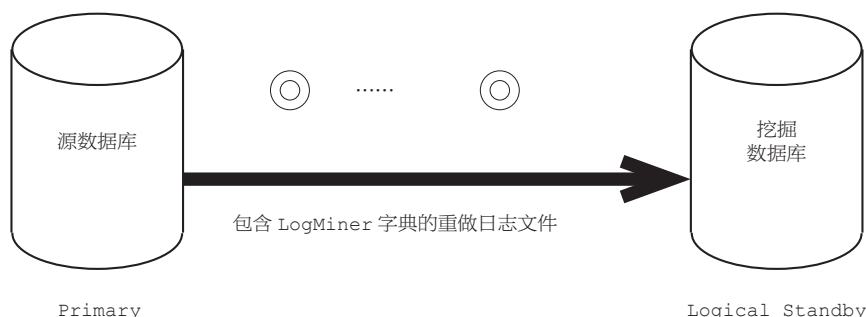 ......
源数据库
挖掘
数据库
包含 LogMiner 字典的重做日志文件
Primary
Logical Standby